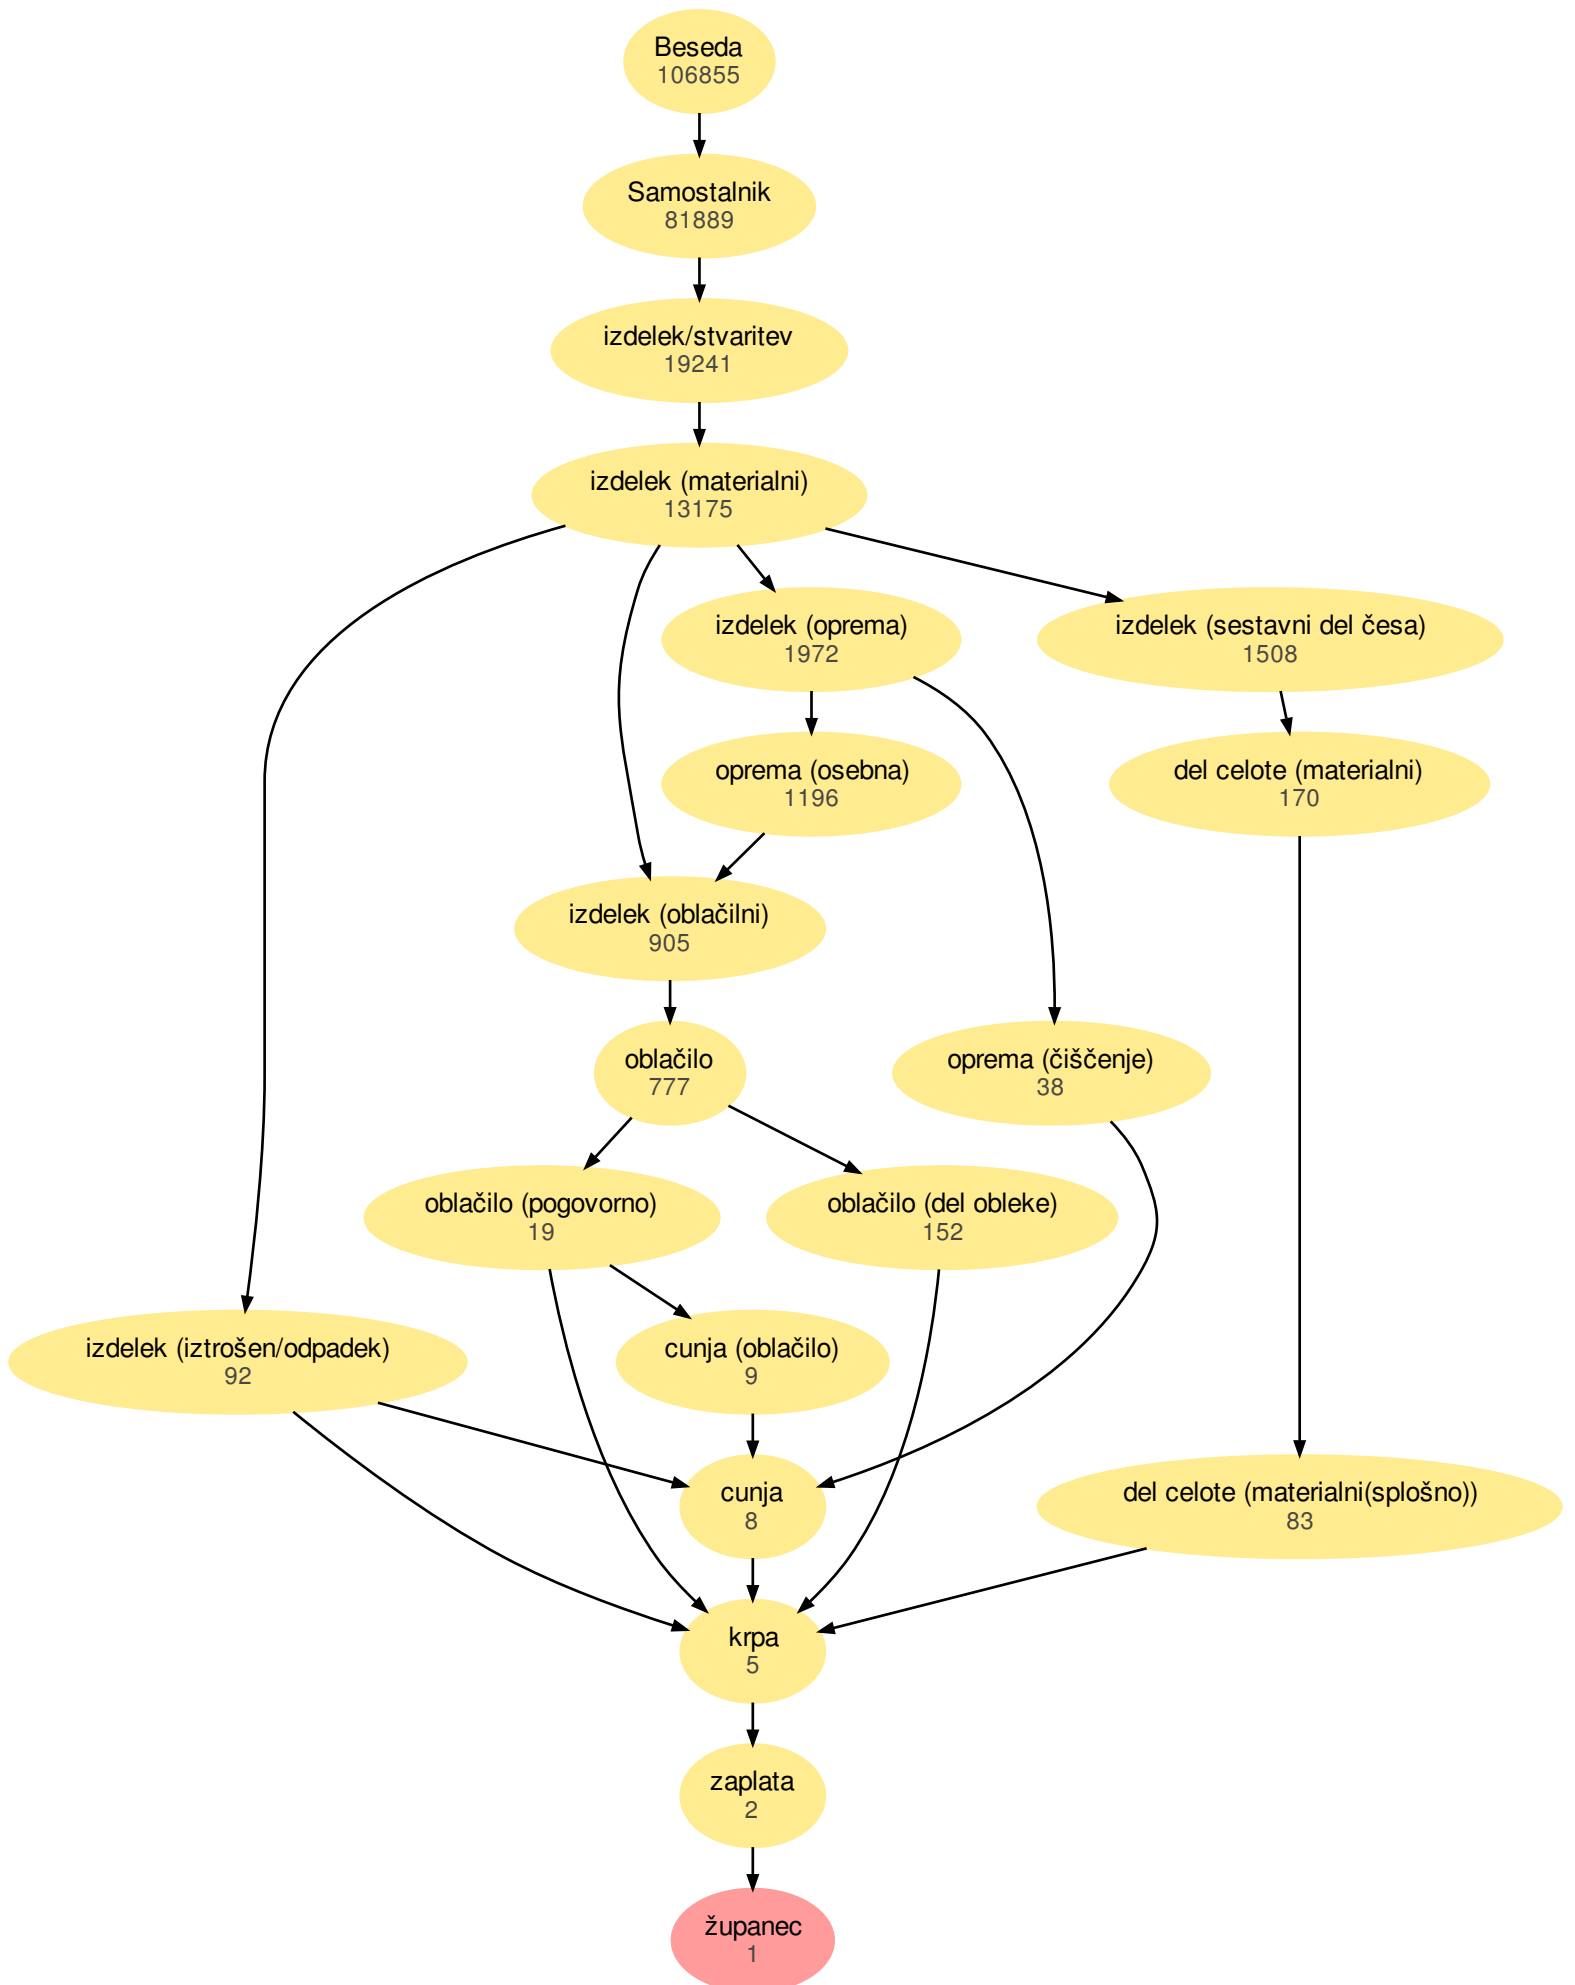 Beseda
106855
Samostalnik
81889
izdelek/stvaritev
19241
izdelek (materialni)
13175
izdelek (oprema)
1972
izdelek (sestavni del česa)
1508
oprema (osebna)
1196
del celote (materialni)
170
izdelek (oblačilni)
905
oblačilo
777
oprema (čiščenje)
38
oblačilo (pogovorno)
19
oblačilo (del obleke)
152
izdelek (iztrošen/odpadek)
92
cunja (oblačilo)
9
cunja
8
del celote (materialni(splošno))
83
krpa
5
zaplata
2
županec
1